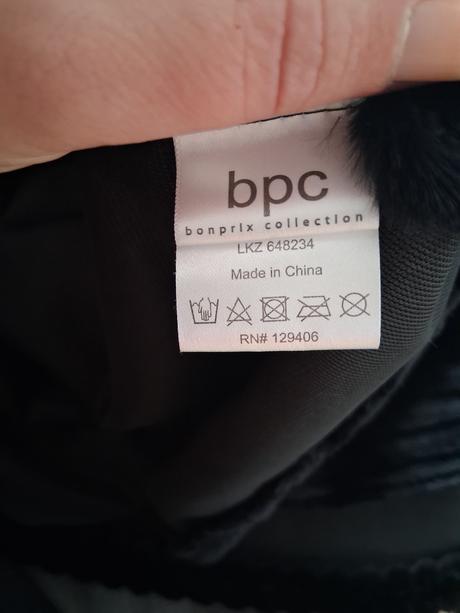 bpc
bonprix collection
LKZ 648234
Made in China
RN# 129406